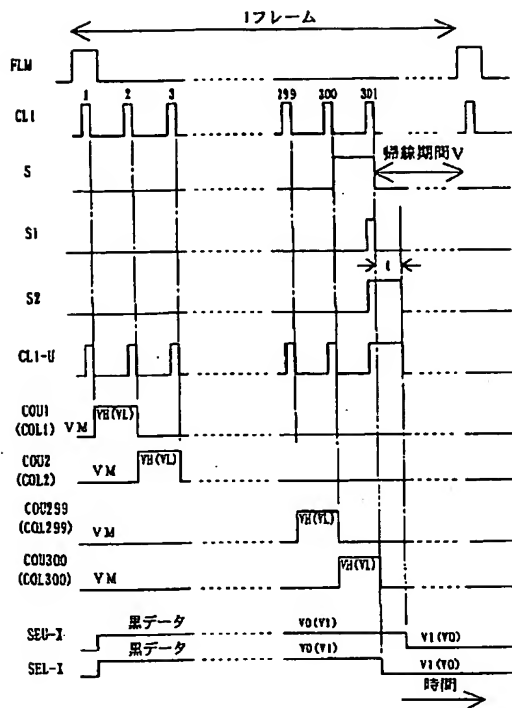 1フレーム
FLM
1 2 3 299 300 301
CL1
帰線期間V
S
S1
t
S2
CL1-U
COU1
(COL1) VM VH(VL)
COU2
(COL2) VM VH(VL)
COU299
(COL299) VM VH(VL)
COU300
(COL300) VM VH(VL)
SEU-X 黒データ V0(V1) V1(V0)
SEL-X 黒データ V0(V1) V1(V0)
時間